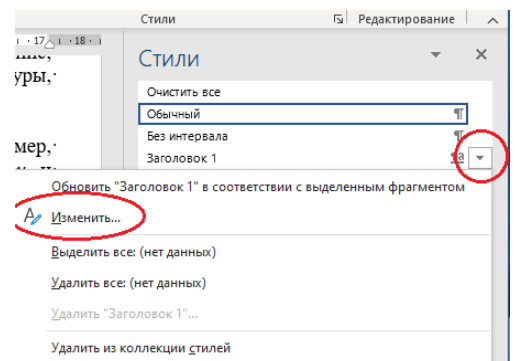 Стили Редактирование
· 17 · ı · 18 · ı
уры,·
Стили
Очистить все
Обычный
Без интервала
мер,·
Заголовок 1
Обновить "Заголовок 1" в соответствии с выделенным фрагментом
Изменить...
Выделить все: (нет данных)
Удалить все: (нет данных)
Удалить "Заголовок 1"...
Удалить из коллекции стилей